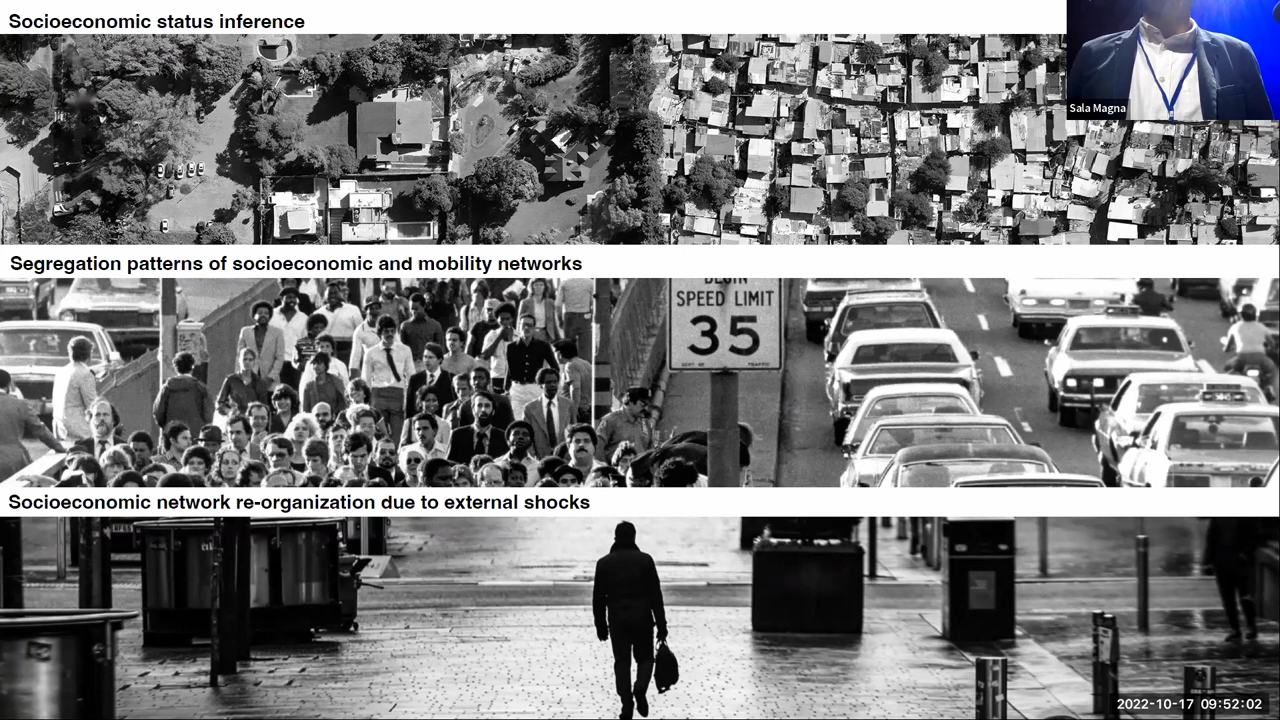 Socioeconomic status inference
Sala Magna
Segregation patterns of socioeconomic and mobility networks
BEGIN
SPEED LIMIT
35
Socioeconomic network re-organization due to external shocks
2022-10-17 09:52:02